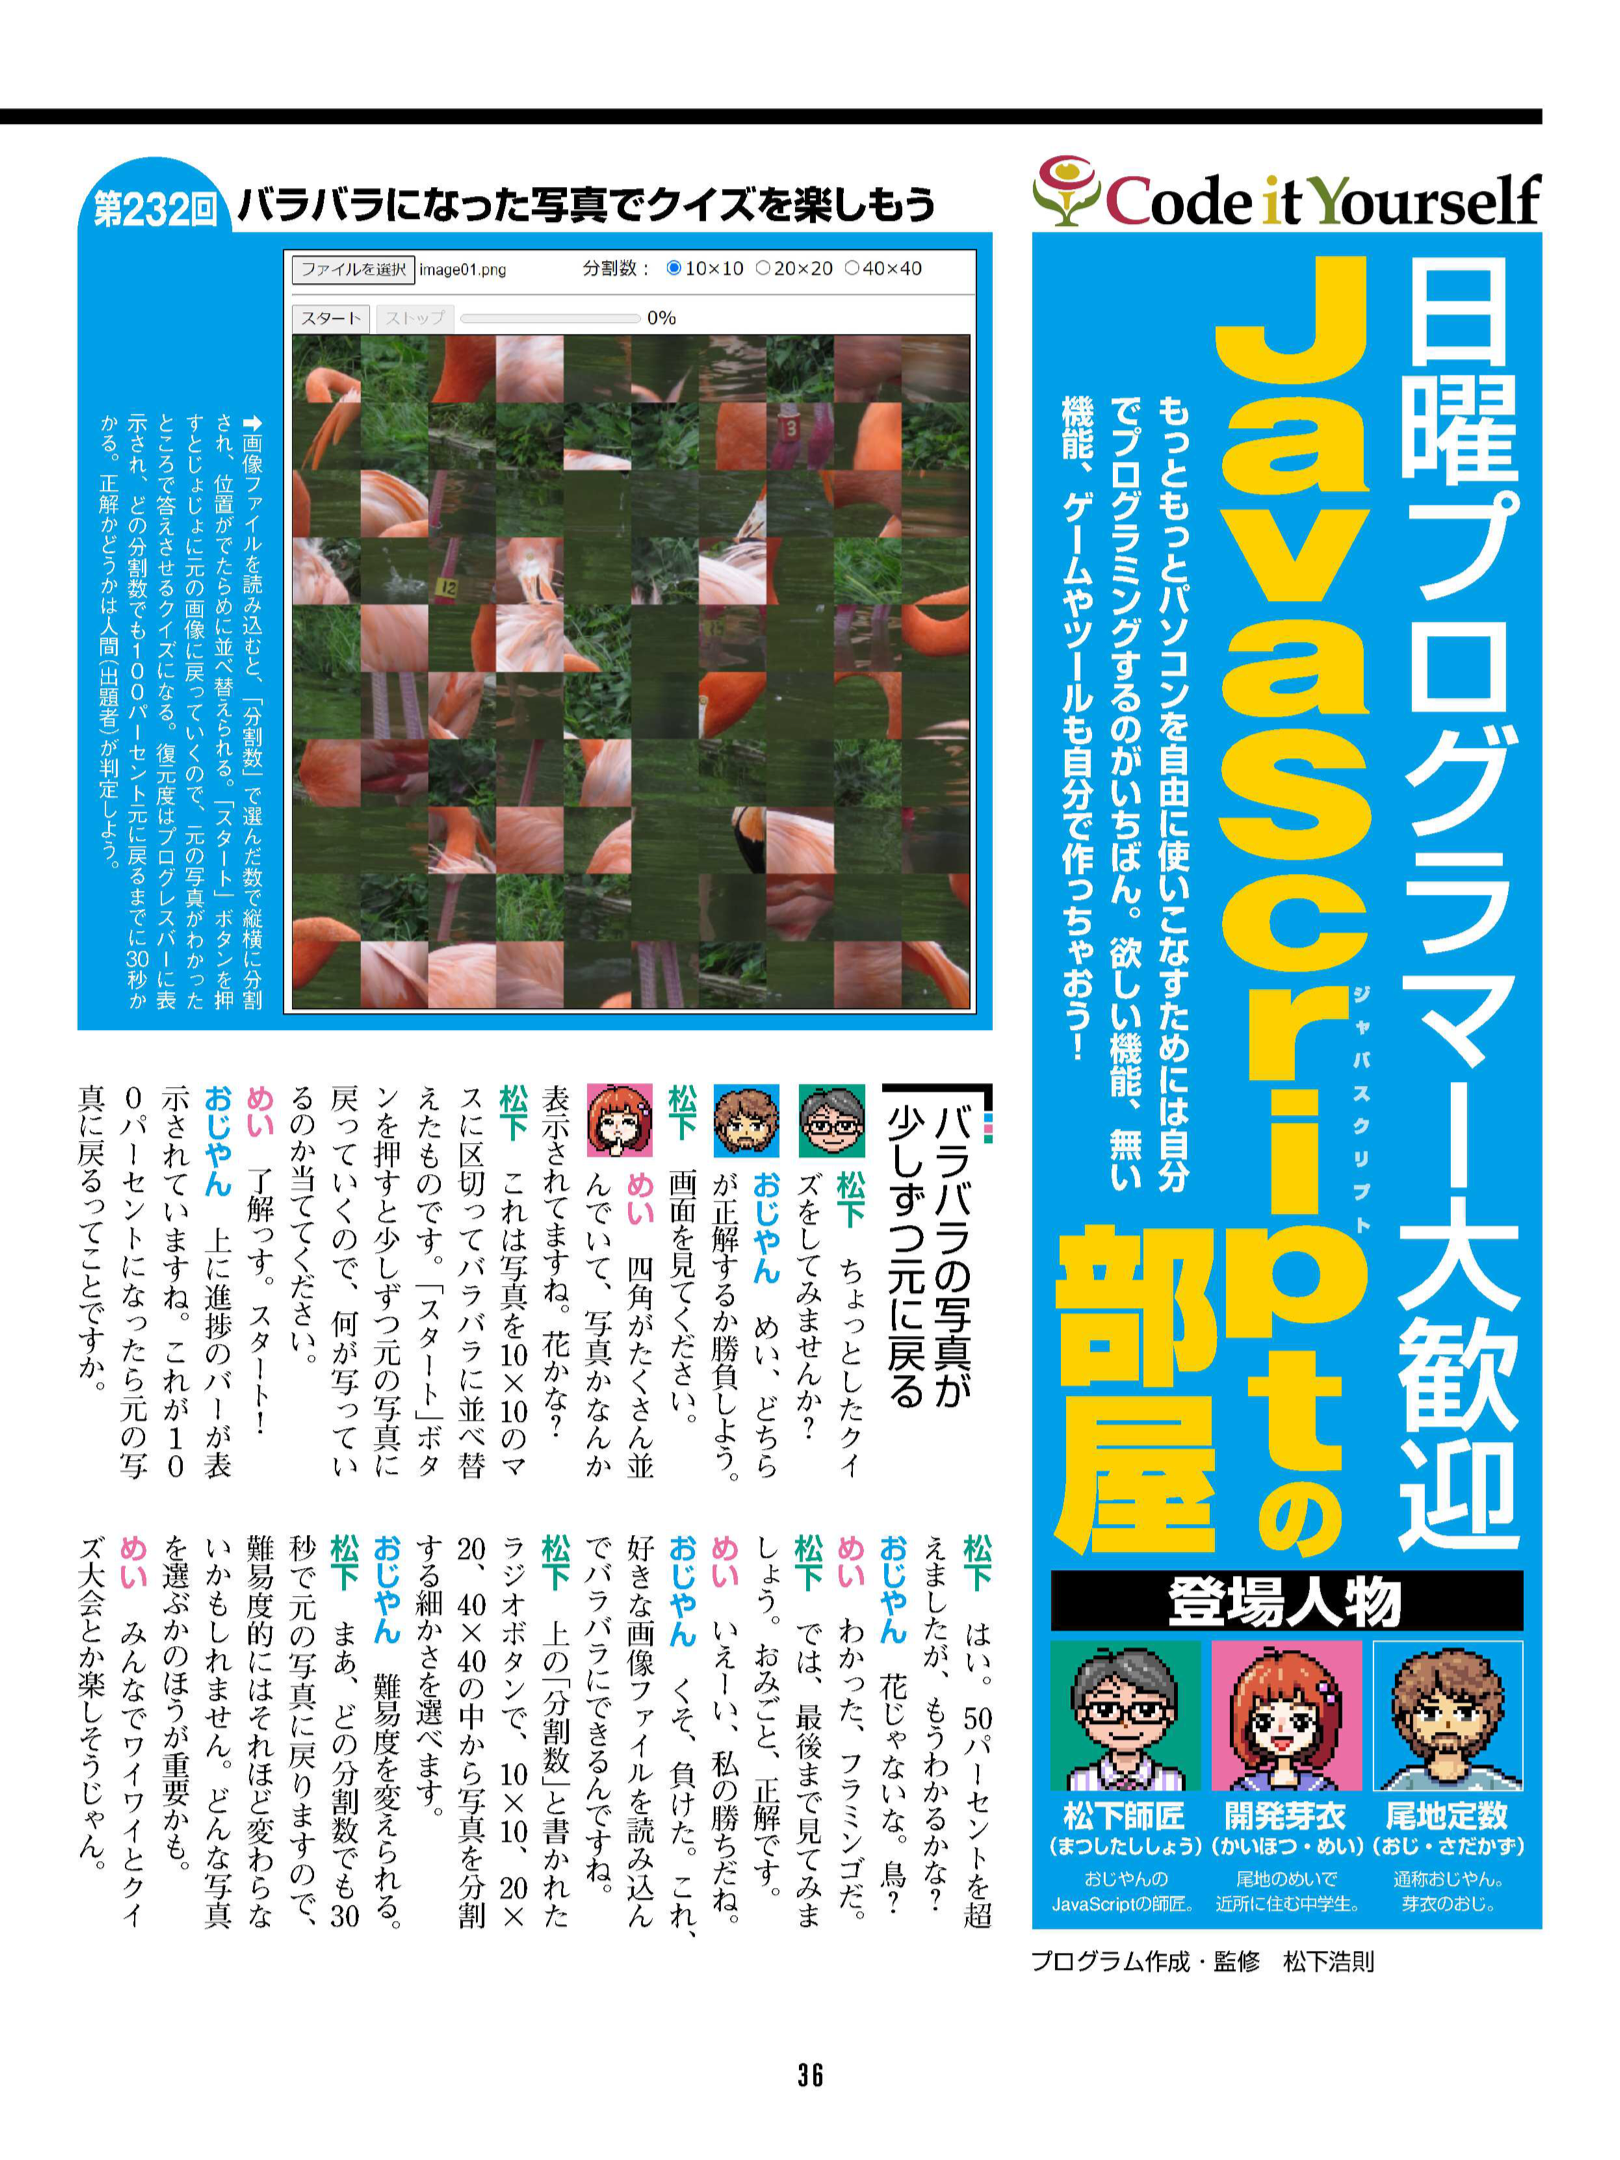 Code it Yourself
日曜プログラマー大歓迎
JavaScriptの
ジャバスクリプト
部屋
もっともっとパソコンを自由に使いこなすためには自分
でプログラミングするのがいちばん。欲しい機能、無い
機能、ゲームやツールも自分で作っちゃおう！
登場人物
松下師匠
(まつしたししょう)
おじやんの
JavaScriptの師匠。
開発芽衣
(かいほつ・めい)
尾地のめいで
近所に住む中学生。
尾地定数
(おじ・さだかず)
通称おじやん。
芽衣のおじ。
プログラム作成・監修　松下浩則
第232回
バラバラになった写真でクイズを楽しもう
ファイルを選択 image01.png 分割数： 10×10 20×20 40×40
スタート ストップ 0%
3
12
➡画像ファイルを読み込むと、「分割数」で選んだ数で縦横に分割
され、位置がでたらめに並べ替えられる。「スタート」ボタンを押
すとじょじょに元の画像に戻っていくので、元の写真がわかった
ところで答えさせるクイズになる。復元度はプログレスバーに表
示され、どの分割数でも100パーセント元に戻るまでに30秒か
かる。正解かどうかは人間(出題者)が判定しよう。
バラバラの写真が
少しずつ元に戻る
松下　ちょっとしたクイ
ズをしてみませんか？
おじやん　めい、どちら
が正解するか勝負しよう。
松下　画面を見てください。
めい　四角がたくさん並
んでいて、写真かなんか
表示されてますね。花かな？
松下　これは写真を10×10のマ
スに区切ってバラバラに並べ替
えたものです。「スタート」ボタ
ンを押すと少しずつ元の写真に
戻っていくので、何が写ってい
るのか当ててください。
めい　了解っす。スタート！
おじやん　上に進捗のバーが表
示されていますね。これが１０
０パーセントになったら元の写
真に戻るってことですか。
松下　はい。50パーセントを超
えましたが、もうわかるかな？
おじやん　花じゃないな。鳥？
めい　わかった、フラミンゴだ。
松下　では、最後まで見てみま
しょう。おみごと、正解です。
めい　いえーい、私の勝ちだね。
おじやん　くそ、負けた。これ、
好きな画像ファイルを読み込ん
でバラバラにできるんですね。
松下　上の「分割数」と書かれた
ラジオボタンで、10×10、20×
20、40×40の中から写真を分割
する細かさを選べます。
おじやん　難易度を変えられる。
松下　まあ、どの分割数でも30
秒で元の写真に戻りますので、
難易度的にはそれほど変わらな
いかもしれません。どんな写真
を選ぶかのほうが重要かも。
めい　みんなでワイワイとクイ
ズ大会とか楽しそうじゃん。
36